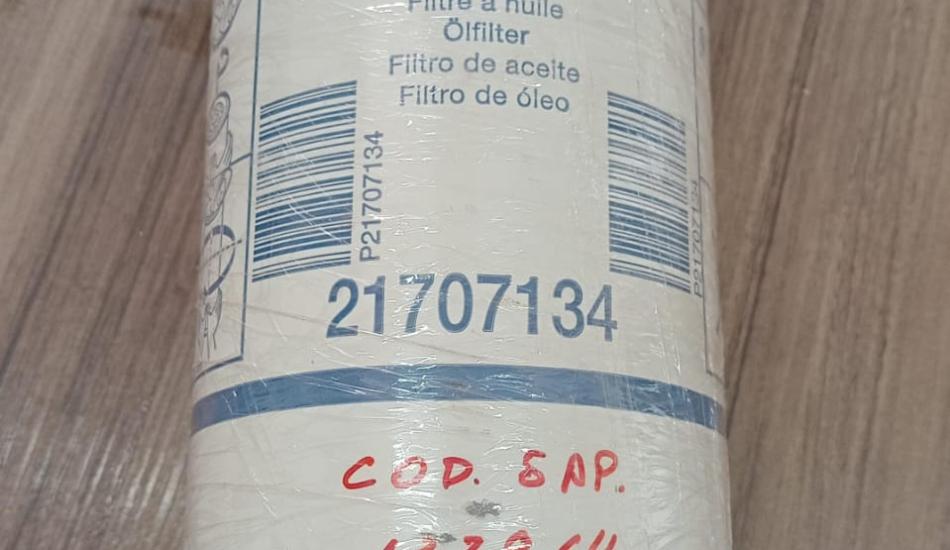 Filtre à huile
Ölfilter
Filtro de aceite
Filtro de óleo
P21707134
P21707134
21707134
COD. SAP.